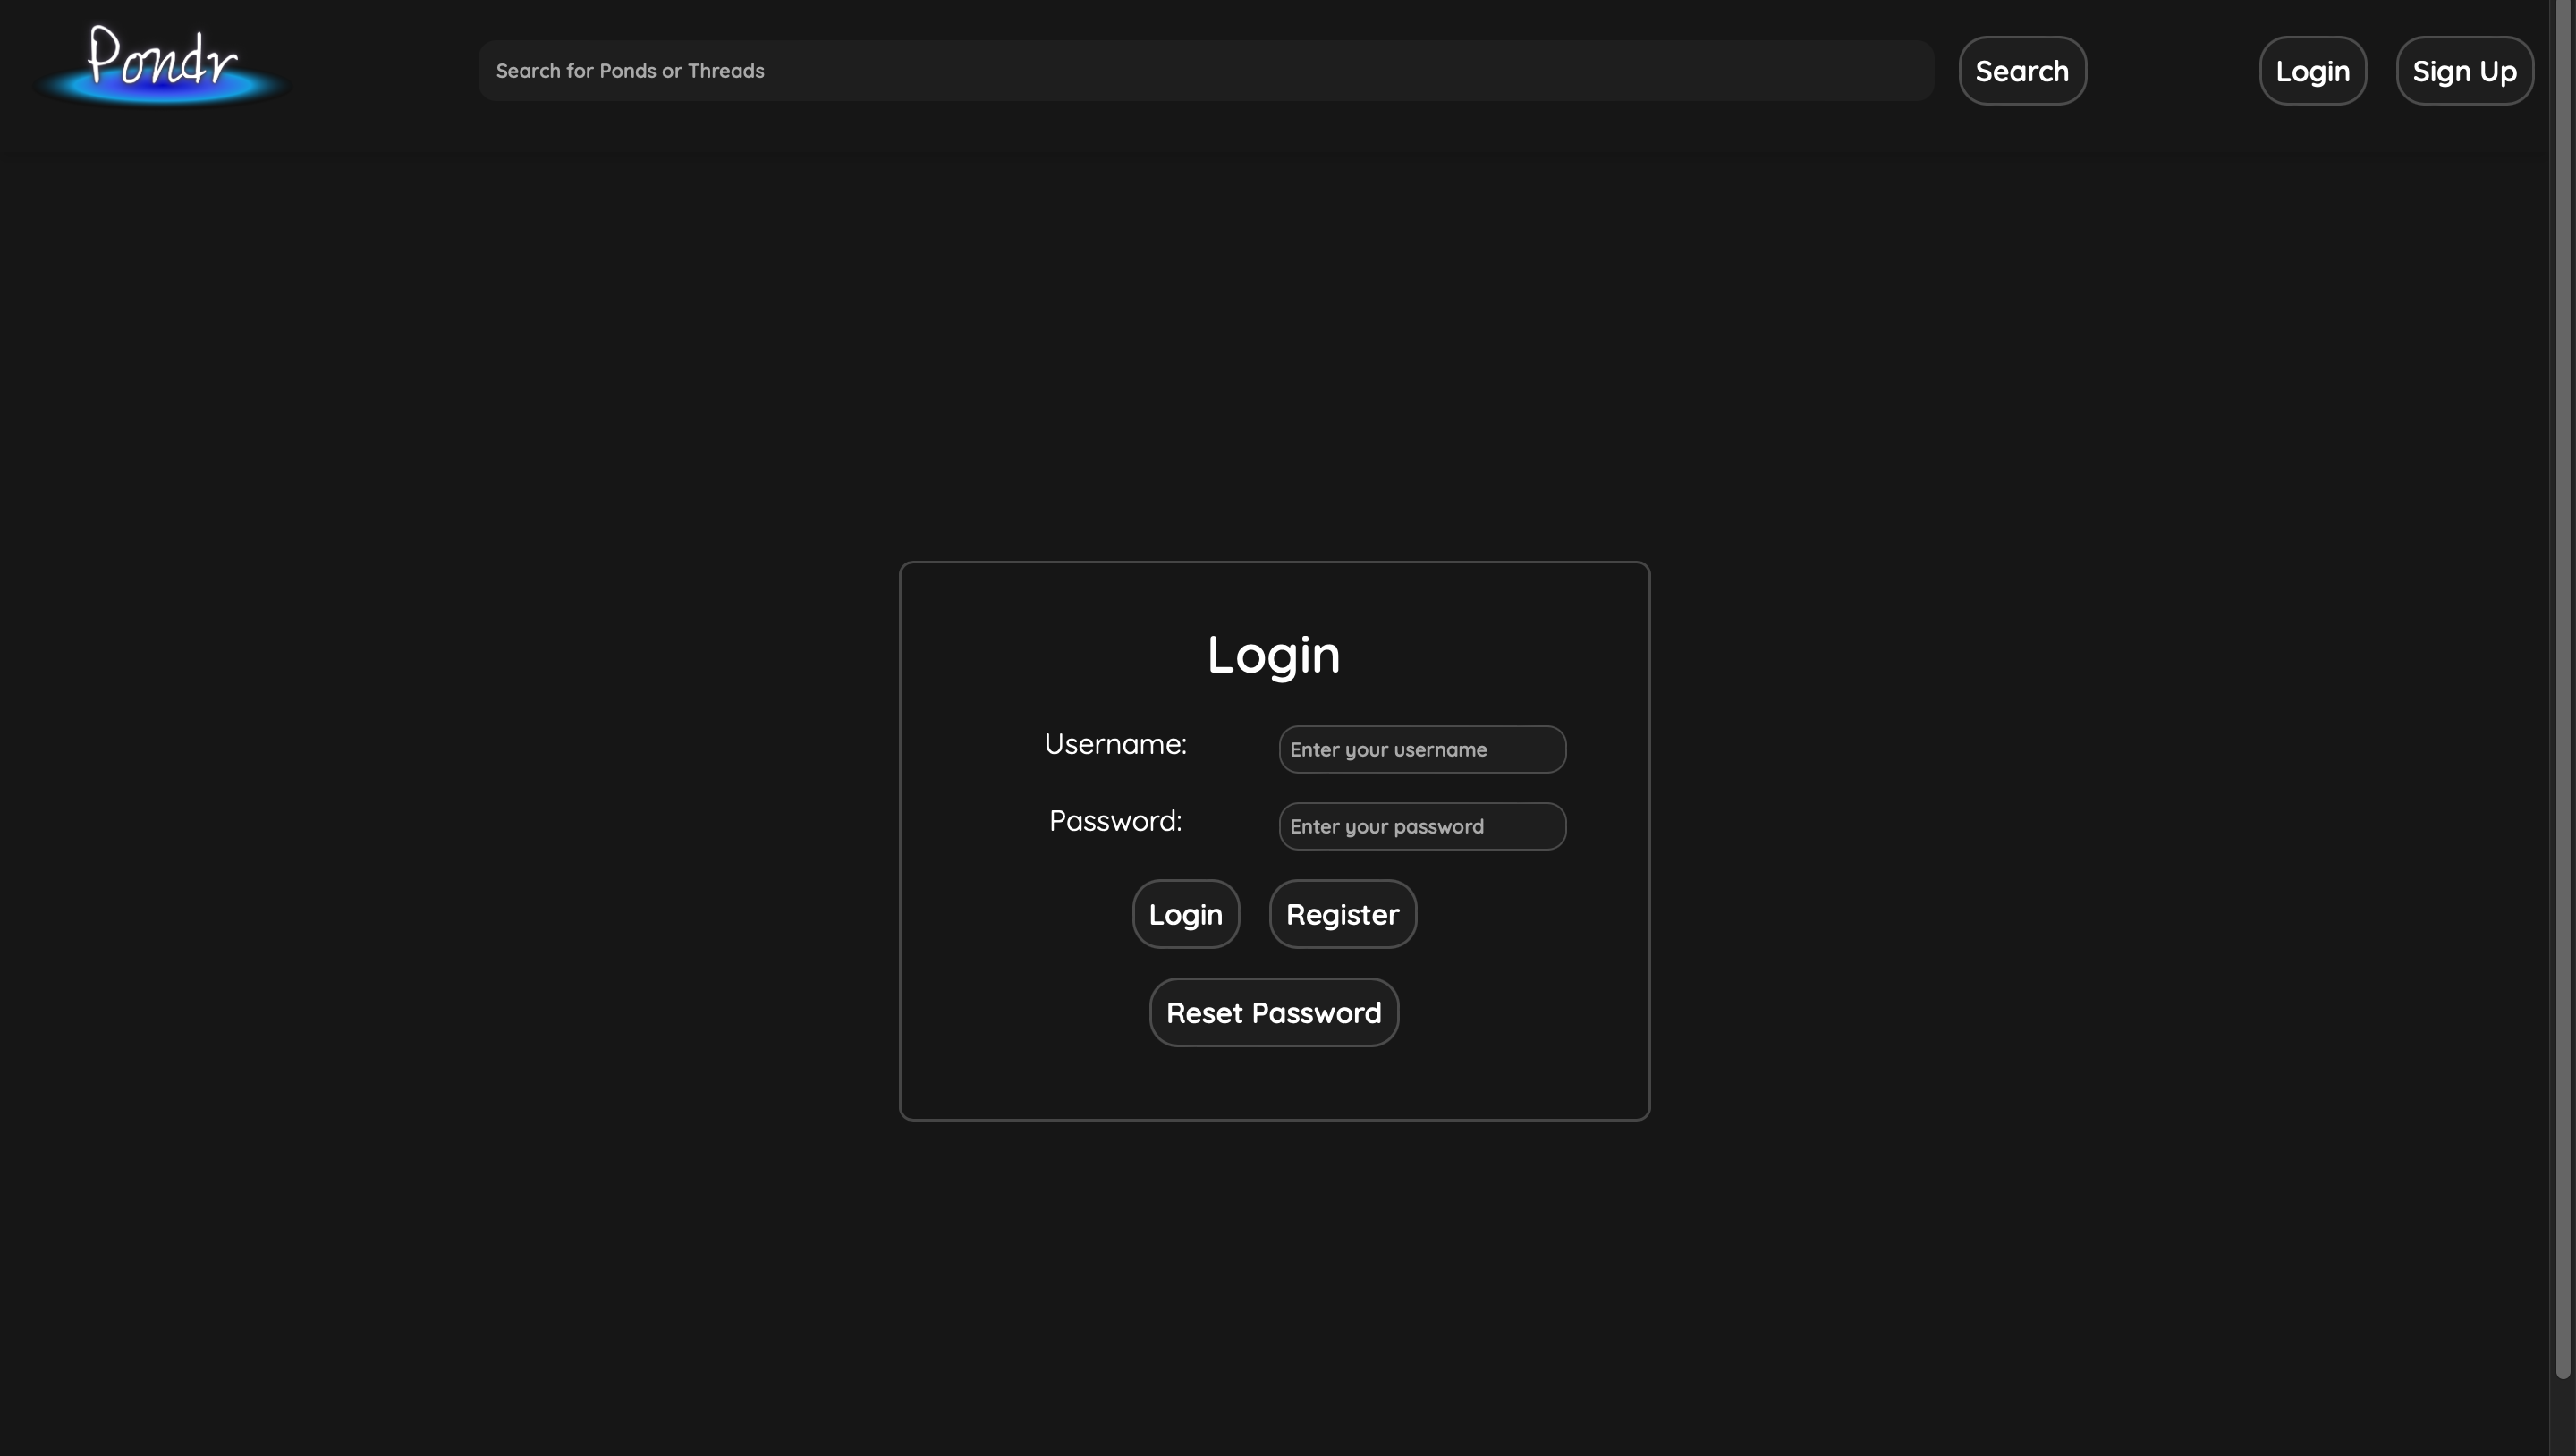 Pondr
Search for Ponds or Threads
Search
Login
Sign Up
Login
Username:
Enter your username
Password:
Enter your password
Login
Register
Reset Password